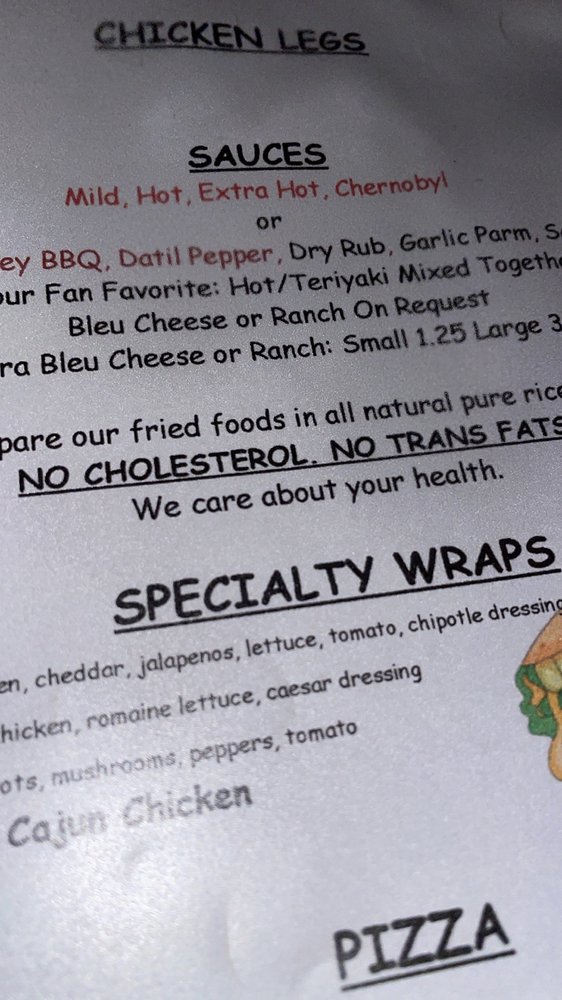 CHICKEN LEGS
SAUCES
Mild, Hot, Extra Hot, Chernobyl
or
ey BBQ, Datil Pepper, Dry Rub, Garlic Parm, S
our Fan Favorite: Hot/Teriyaki Mixed Togethe
Bleu Cheese or Ranch On Request
ra Bleu Cheese or Ranch: Small 1.25 Large 3
pare our fried foods in all natural pure rice
NO CHOLESTEROL. NO TRANS FATS
We care about your health.
SPECIALTY WRAPS
en, cheddar, jalapenos, lettuce, tomato, chipotle dressing
hicken, romaine lettuce, caesar dressing
ots, mushrooms, peppers, tomato
Cajun Chicken
PIZZA